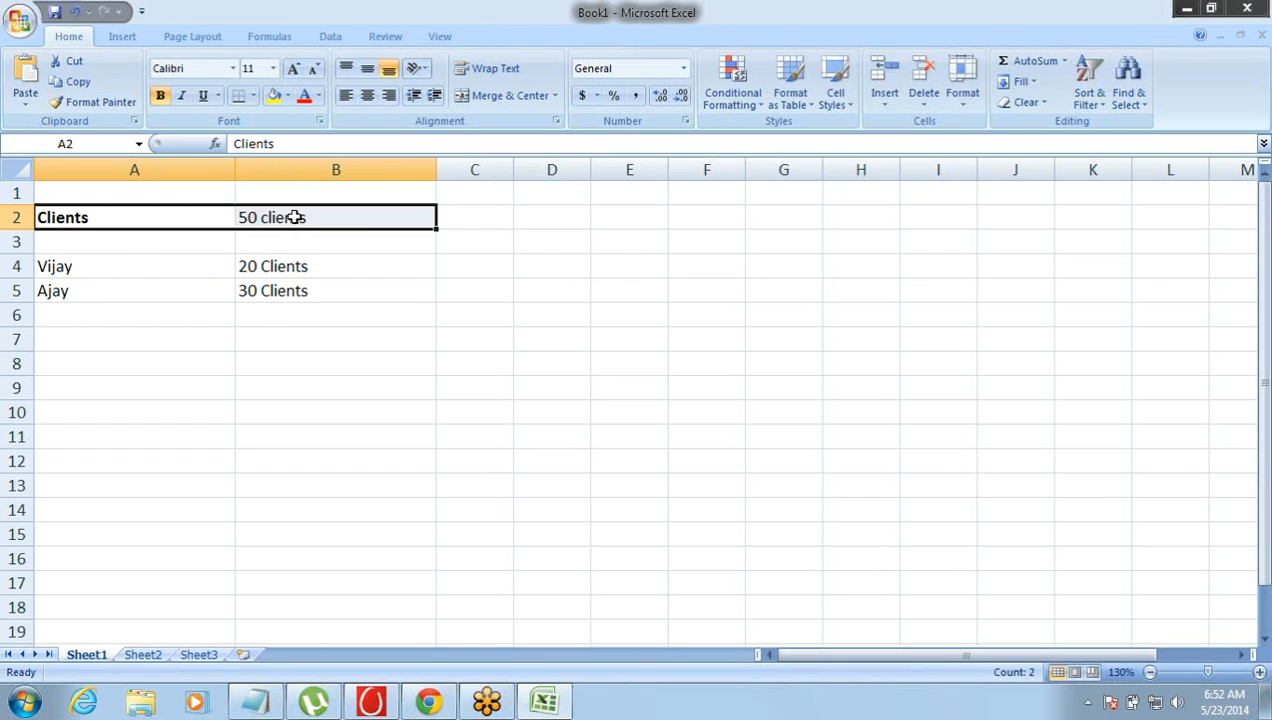 Book1 - Microsoft Excel
Home Insert Page Layout Formulas Data Review View
Paste
Cut
Copy
Format Painter
Clipboard
Calibri 11 A A
B I U A
Font
Wrap Text
Merge & Center
Alignment
General
$ % ,
Number
Conditional Formatting
Format as Table
Cell Styles
Styles
Insert
Delete
Format
Cells
Σ AutoSum
Fill
Clear
Sort & Filter
Find & Select
Editing
A2 fx Clients
A B C D E F G H I J K L M
1
2 Clients 50 clients
3
4 Vijay 20 Clients
5 Ajay 30 Clients
6
7
8
9
10
11
12
13
14
15
16
17
18
19
Sheet1 Sheet2 Sheet3
Ready Count: 2 130%
6:52 AM
5/23/2014